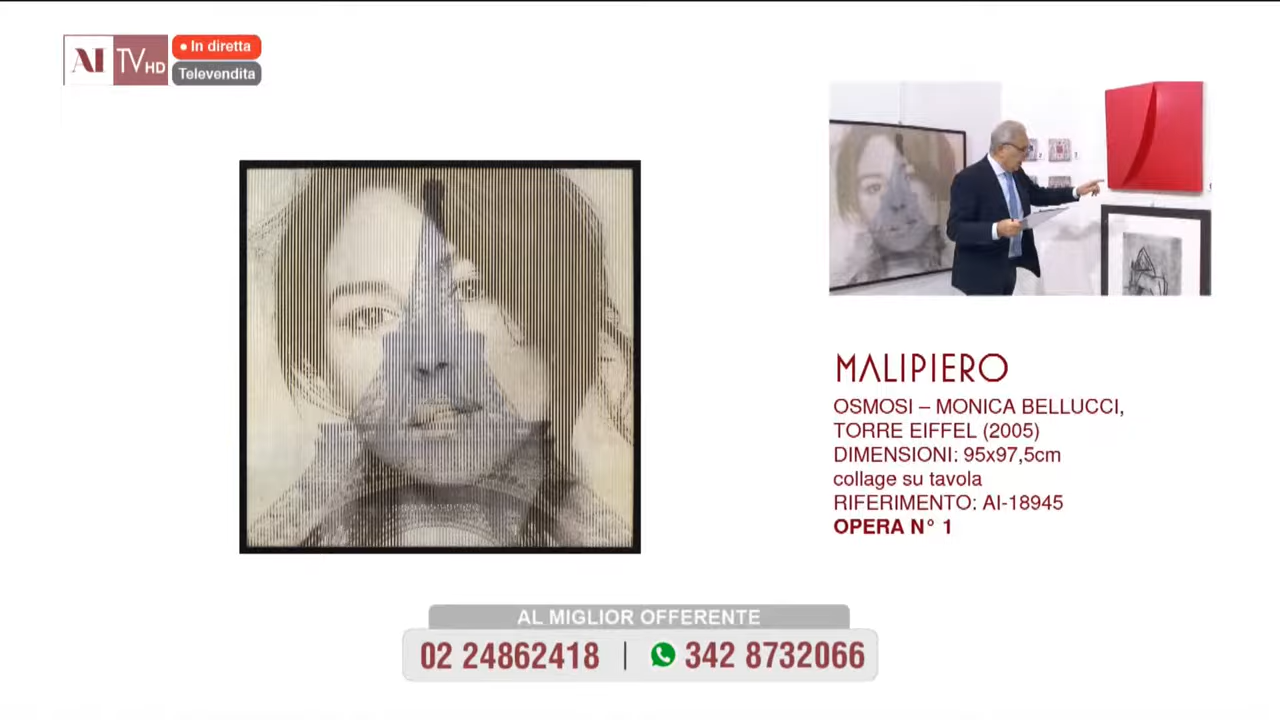 AI TV HD
In diretta
Televendita
MALIPIERO
OSMOSI – MONICA BELLUCCI,
TORRE EIFFEL (2005)
DIMENSIONI: 95x97,5cm
collage su tavola
RIFERIMENTO: AI-18945
OPERA N° 1
AL MIGLIOR OFFERENTE
02 24862418 | 342 8732066